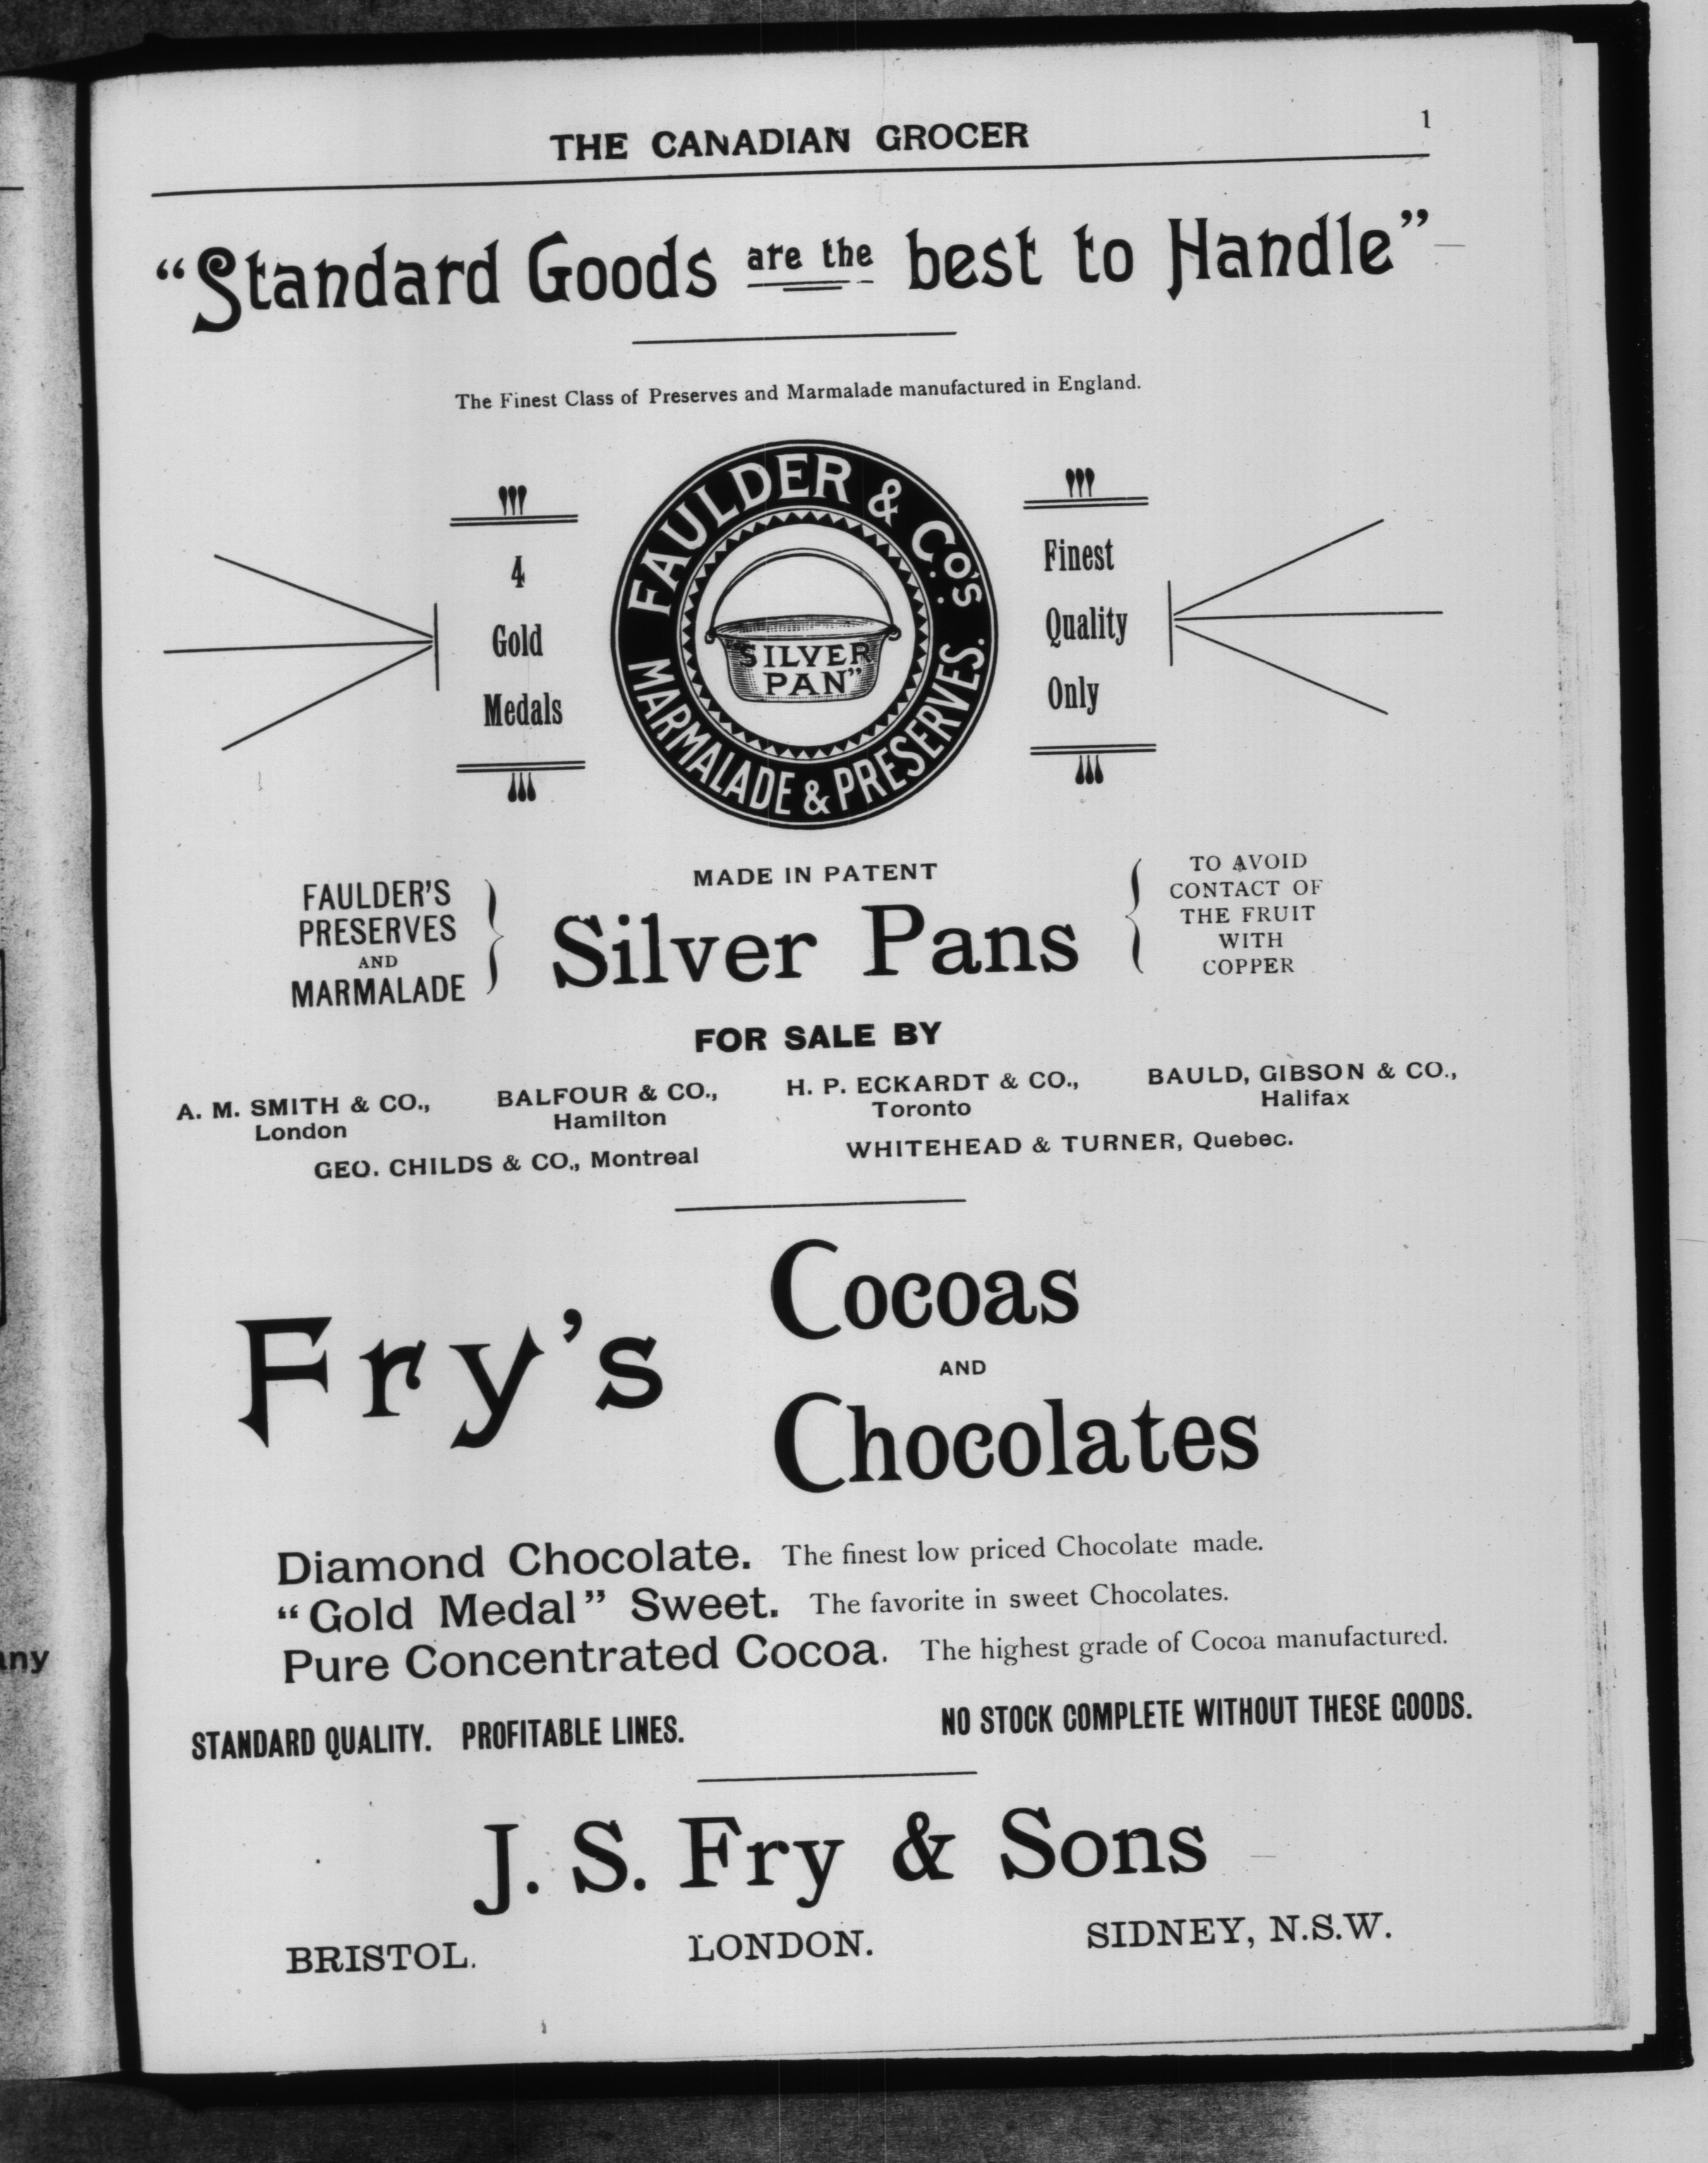 THE CANADIAN GROCER 1
“Standard Goods are the best to Handle”
The Finest Class of Preserves and Marmalade manufactured in England.
4
Gold
Medals
FAULDER & Co's.
"SILVER
PAN"
MARMALADE & PRESERVES.
Finest
Quality
Only
FAULDER'S
PRESERVES
AND
MARMALADE
MADE IN PATENT
Silver Pans
TO AVOID
CONTACT OF
THE FRUIT
WITH
COPPER
FOR SALE BY
A. M. SMITH & CO.,
London
BALFOUR & CO.,
Hamilton
H. P. ECKARDT & CO.,
Toronto
BAULD, GIBSON & CO.,
Halifax
GEO. CHILDS & CO., Montreal
WHITEHEAD & TURNER, Quebec.
Fry's
Cocoas
AND
Chocolates
Diamond Chocolate. The finest low priced Chocolate made.
“Gold Medal” Sweet. The favorite in sweet Chocolates.
Pure Concentrated Cocoa. The highest grade of Cocoa manufactured.
STANDARD QUALITY. PROFITABLE LINES. NO STOCK COMPLETE WITHOUT THESE GOODS.
J. S. Fry & Sons
BRISTOL. LONDON. SIDNEY, N.S.W.